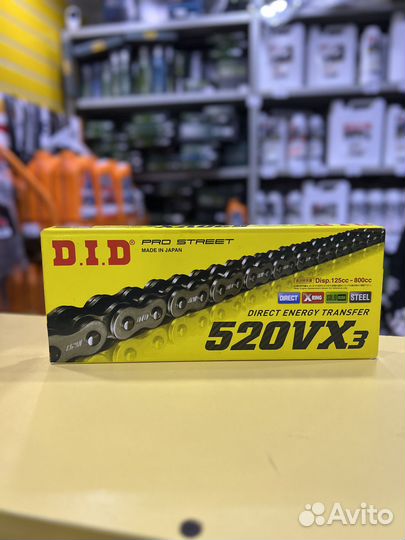 D.I.D® PRO STREET
MADE IN JAPAN
Disp.125cc-800cc
DIRECT X RING STEEL
DIRECT ENERGY TRANSFER
520VX3
Avito